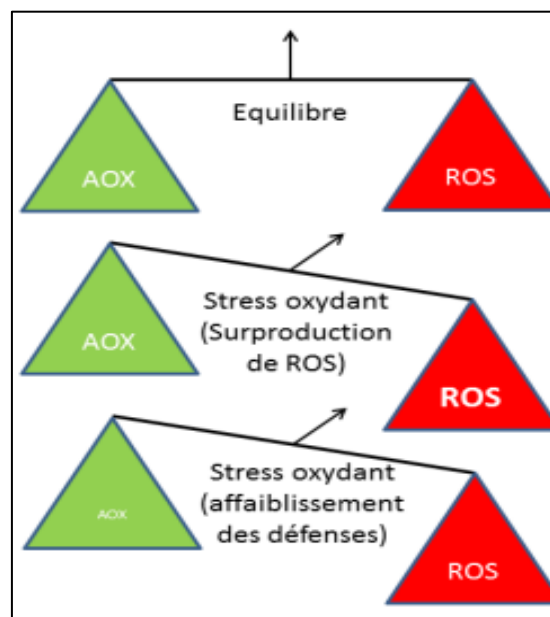 Equilibre
AOX
ROS
Stress oxydant
(Surproduction
de ROS)
AOX
ROS
Stress oxydant
(affaiblissement
des défenses)
AOX
ROS